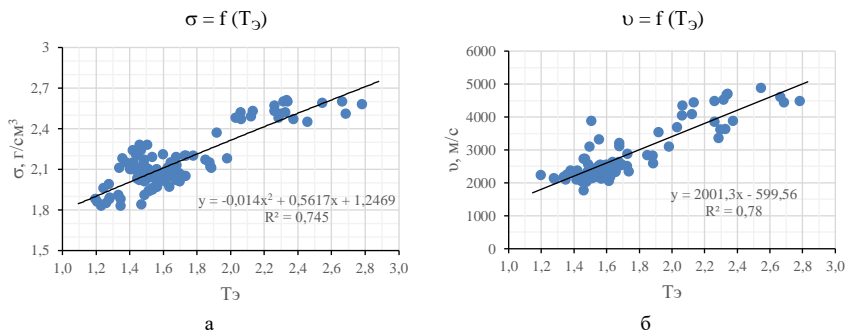 σ = f (TЭ)
3,0
2,7
2,4
2,1
1,8
1,5
σ, г/см3
1,0 1,2 1,4 1,6 1,8 2,0 2,2 2,4 2,6 2,8 3,0
y = -0,014x² + 0,5617x + 1,2469
R² = 0,745
ТЭ
а
υ = f (TЭ)
6000
5000
4000
3000
2000
1000
0
υ, м/с
1,0 1,2 1,4 1,6 1,8 2,0 2,2 2,4 2,6 2,8 3,0
y = 2001,3x - 599,56
R² = 0,78
ТЭ
б